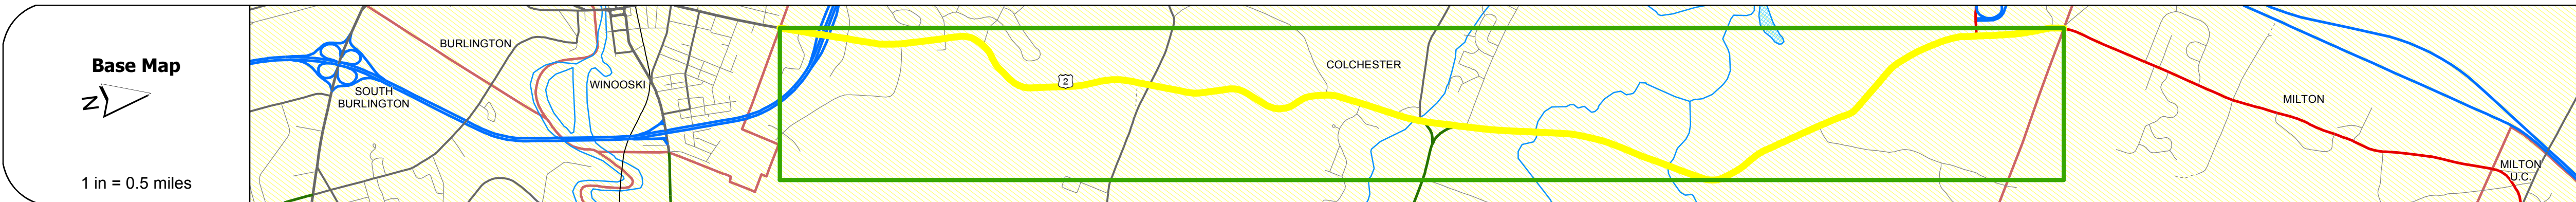 Base Map
N
1 in = 0.5 miles
BURLINGTON
SOUTH
BURLINGTON
WINOOSKI
2
COLCHESTER
MILTON
MILTON
U.C.